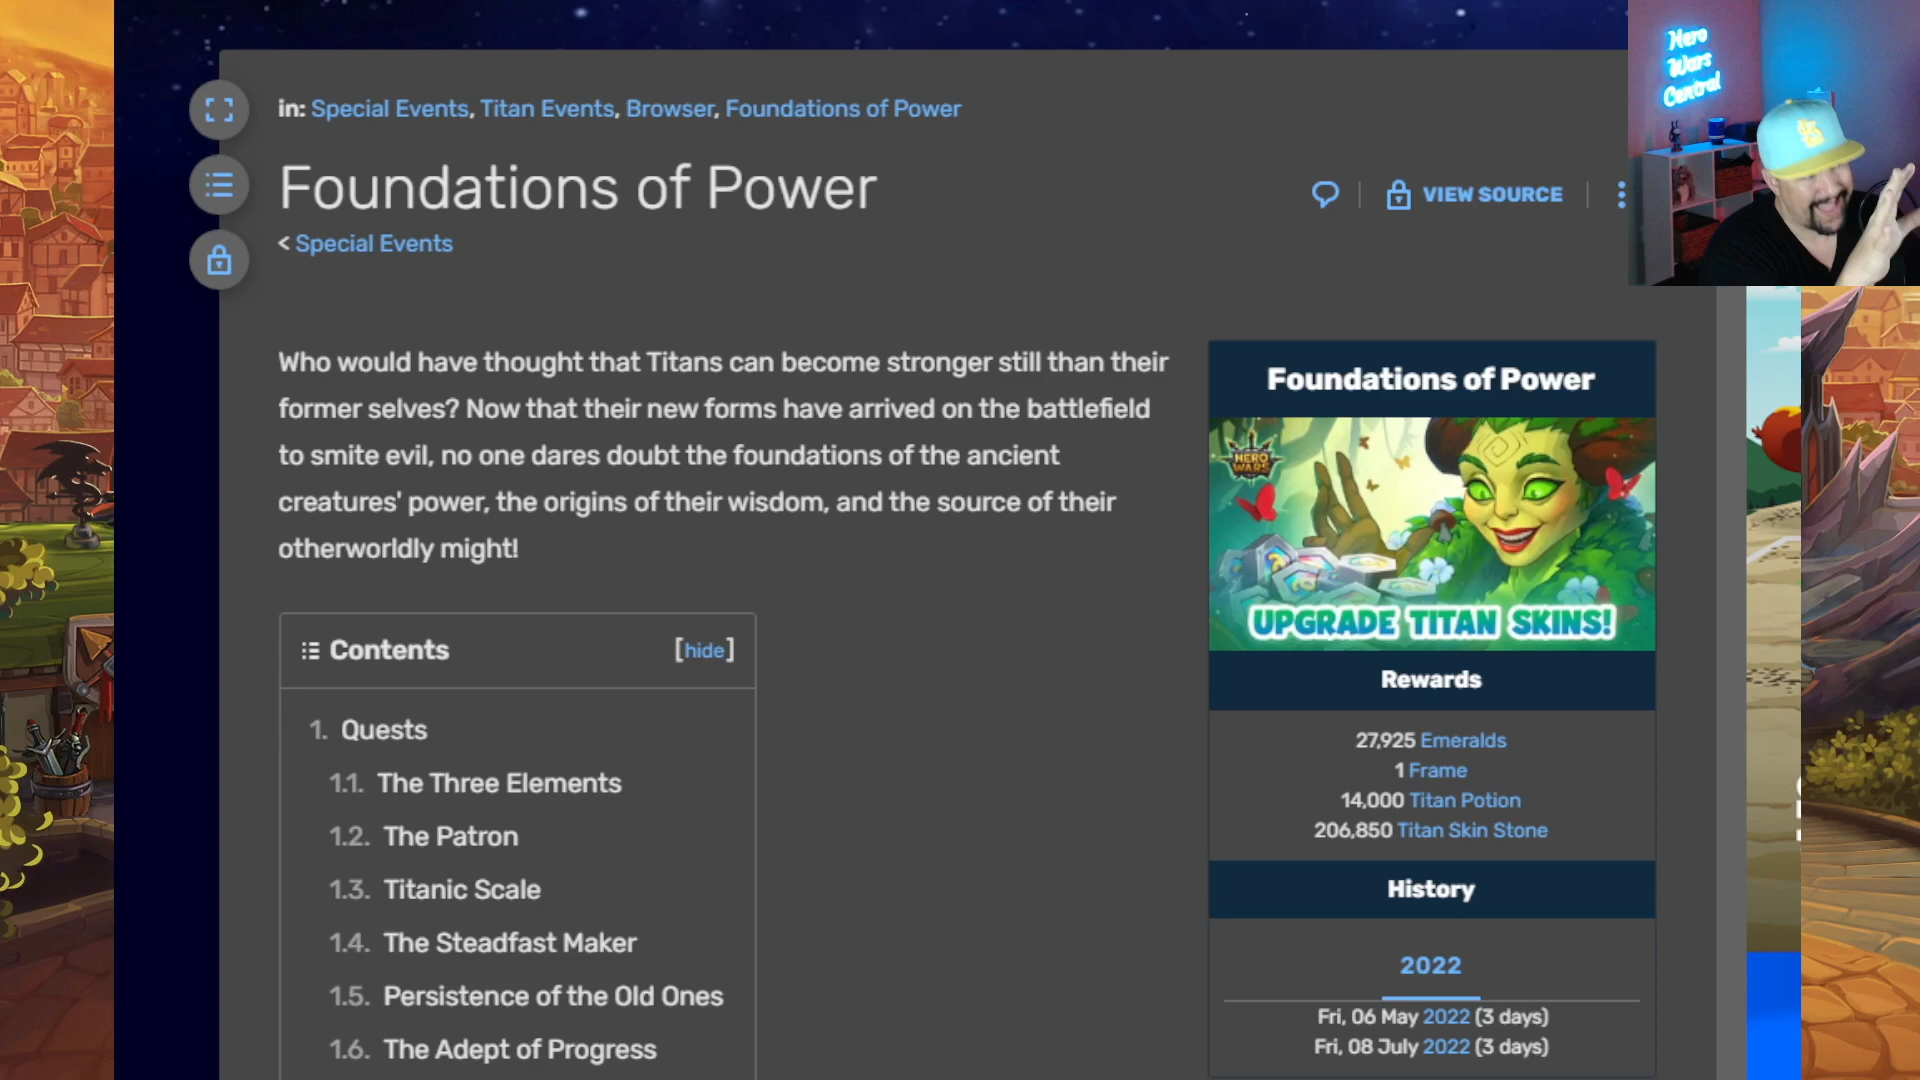 in: Special Events, Titan Events, Browser, Foundations of Power
Foundations of Power
VIEW SOURCE
< Special Events
Hero
Wars
Central
Who would have thought that Titans can become stronger still than their
former selves? Now that their new forms have arrived on the battlefield
to smite evil, no one dares doubt the foundations of the ancient
creatures' power, the origins of their wisdom, and the source of their
otherworldly might!
Contents [hide]
1. Quests
1.1. The Three Elements
1.2. The Patron
1.3. Titanic Scale
1.4. The Steadfast Maker
1.5. Persistence of the Old Ones
1.6. The Adept of Progress
Foundations of Power
HERO
WARS
UPGRADE TITAN SKINS!
Rewards
27,925 Emeralds
1 Frame
14,000 Titan Potion
206,850 Titan Skin Stone
History
2022
Fri, 06 May 2022 (3 days)
Fri, 08 July 2022 (3 days)